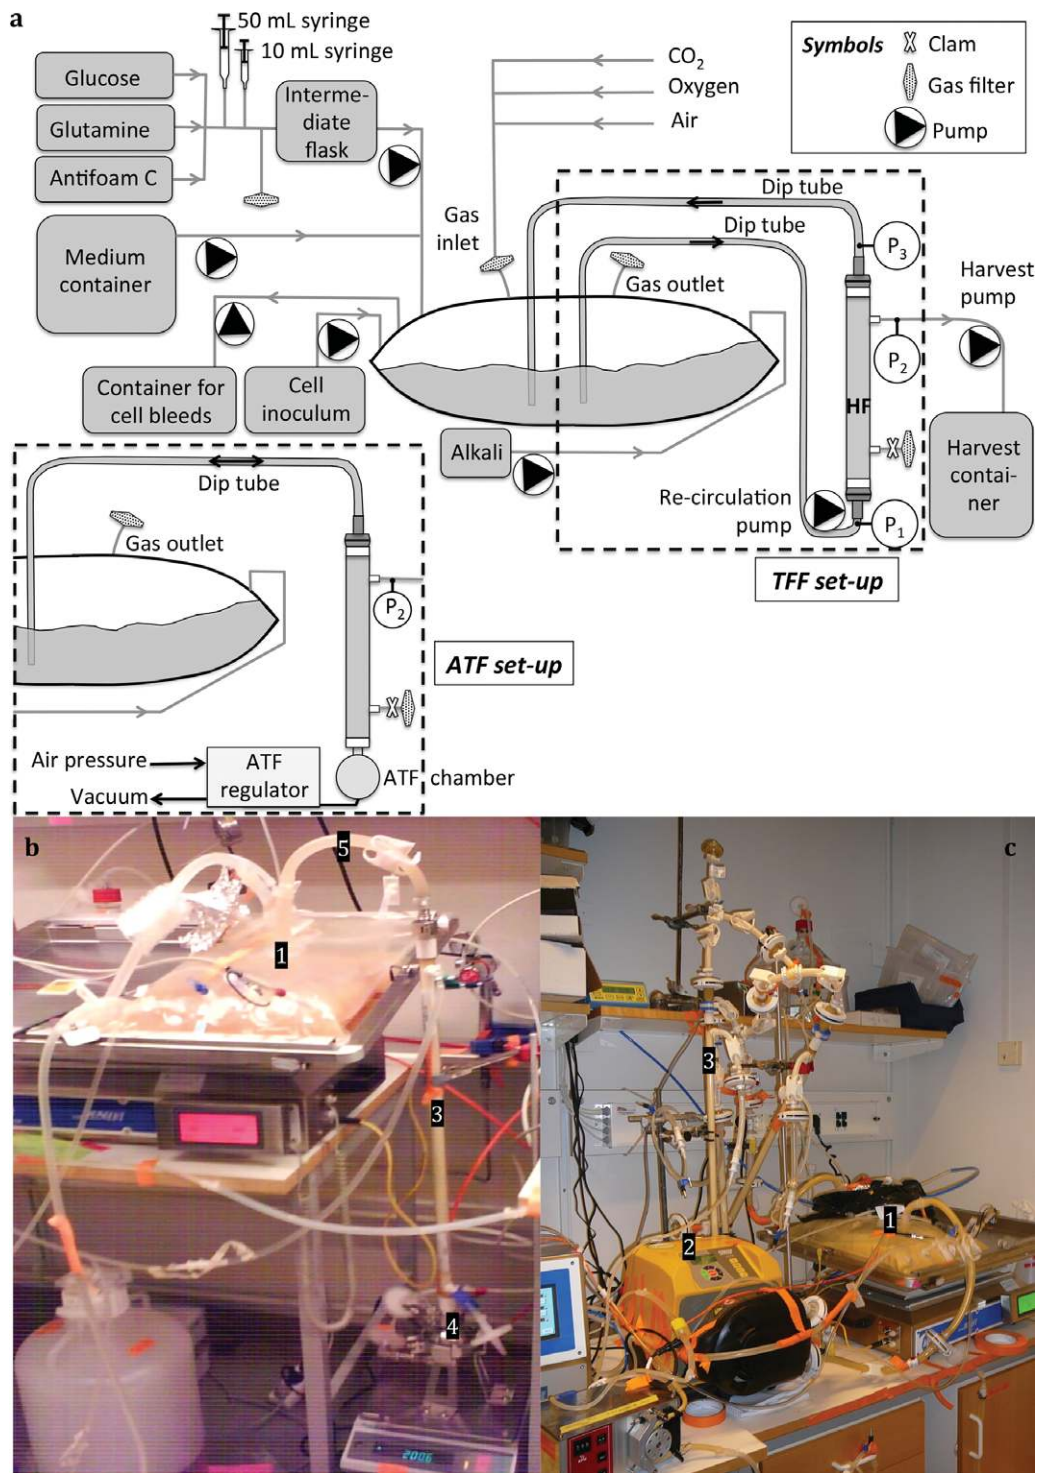 a
50 mL syringe
10 mL syringe
Glucose
Glutamine
Antifoam C
Interme-
diate
flask
CO2
Oxygen
Air
Symbols
Clam
Gas filter
Pump
Medium
container
Gas
inlet
Dip tube
Dip tube
Gas outlet
P3
P2
P1
HF
Harvest
pump
Container for
cell bleeds
Cell
inoculum
Alkali
Re-circulation
pump
Harvest
contai-
ner
TFF set-up
Dip tube
Gas outlet
P2
ATF set-up
Air pressure
Vacuum
ATF
regulator
ATF chamber
b
5
1
3
4
2006
c
3
1
2